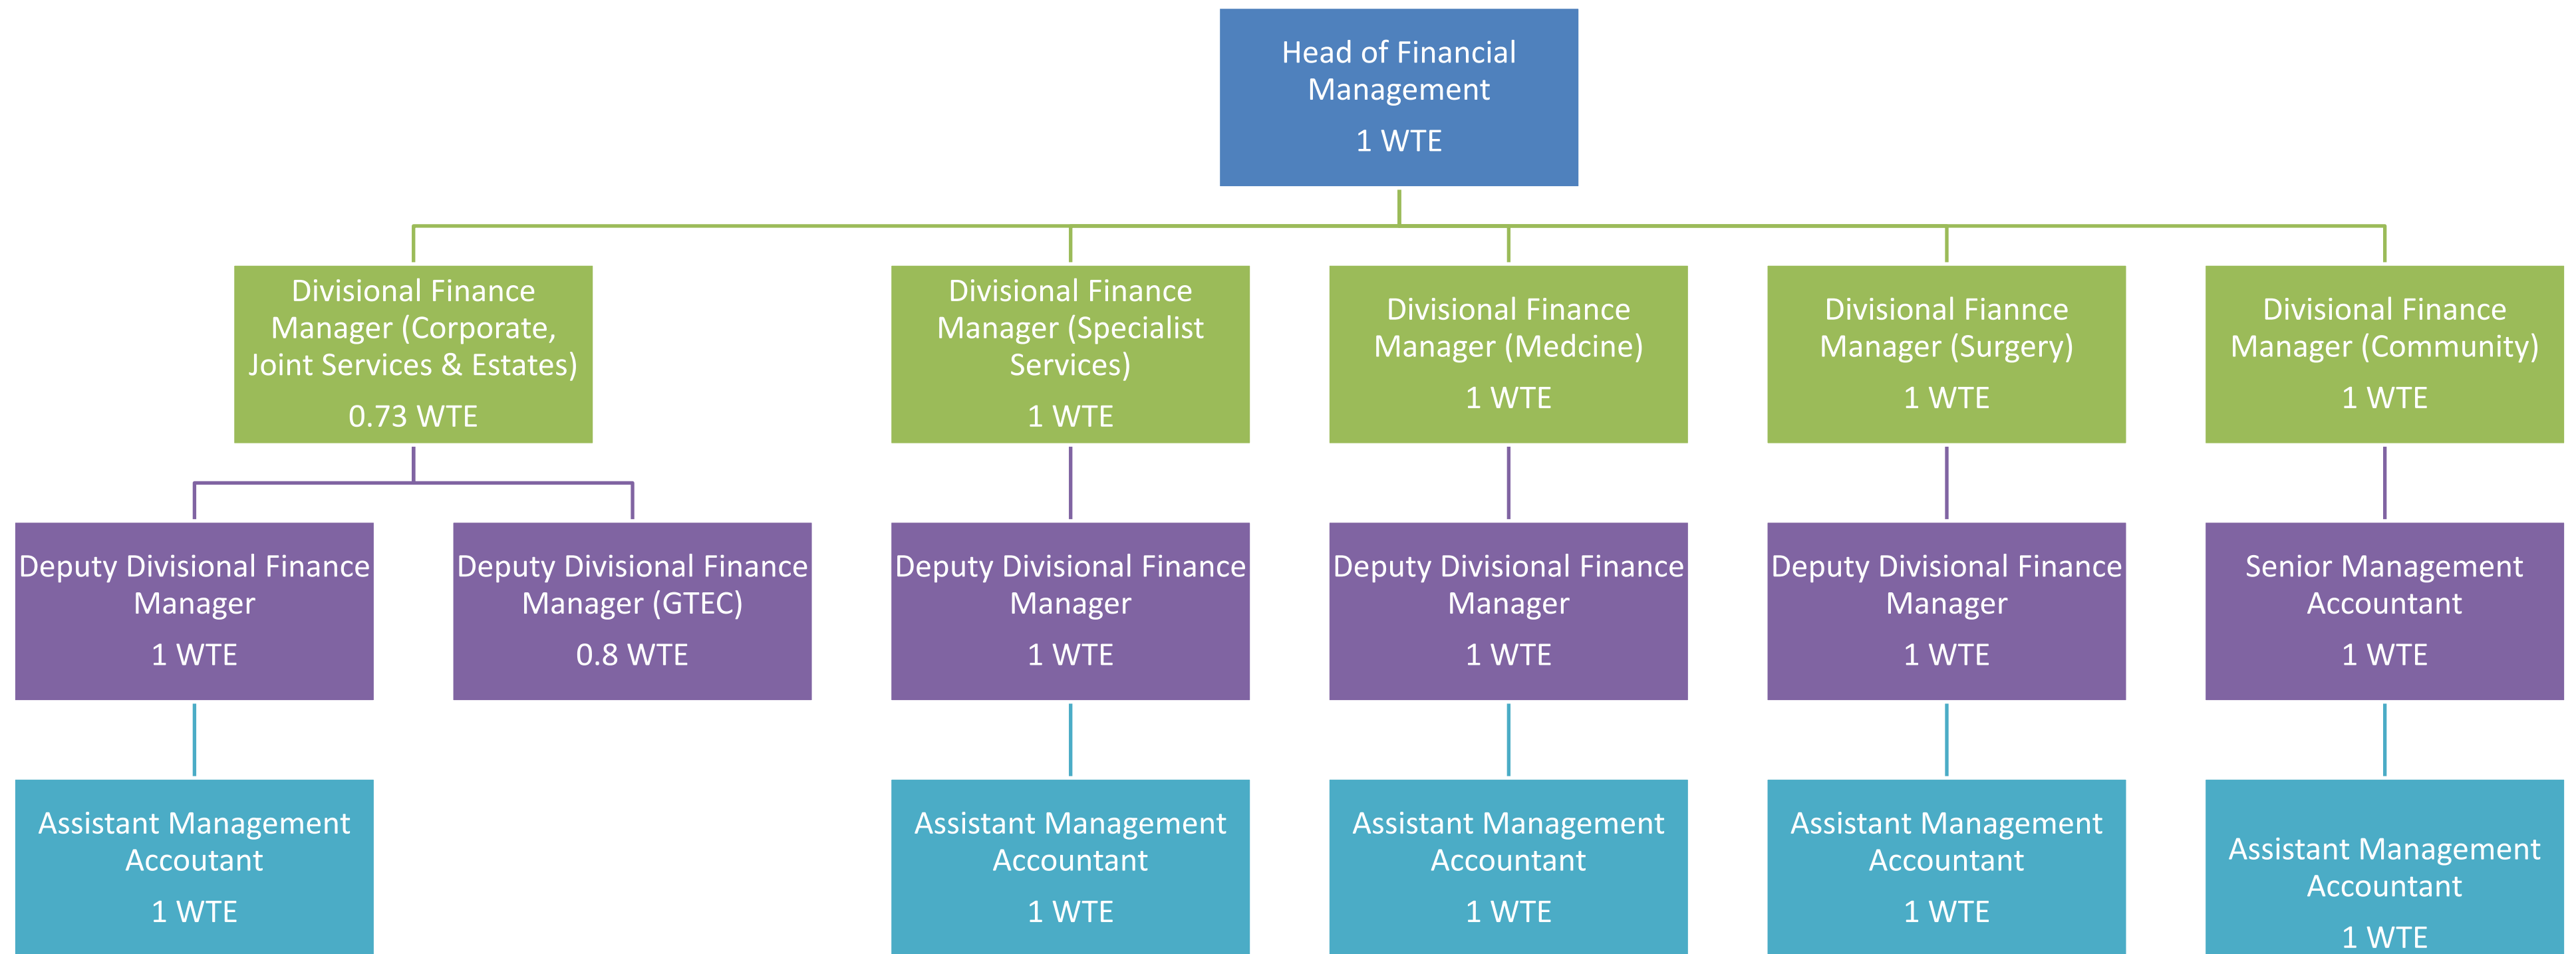 Head of Financial
Management
1 WTE
Divisional Finance
Manager (Corporate,
Joint Services & Estates)
0.73 WTE
Divisional Finance
Manager (Specialist
Services)
1 WTE
Divisional Finance
Manager (Medcine)
1 WTE
Divisional Fiannce
Manager (Surgery)
1 WTE
Divisional Finance
Manager (Community)
1 WTE
Deputy Divisional Finance
Manager
1 WTE
Deputy Divisional Finance
Manager (GTEC)
0.8 WTE
Deputy Divisional Finance
Manager
1 WTE
Deputy Divisional Finance
Manager
1 WTE
Deputy Divisional Finance
Manager
1 WTE
Senior Management
Accountant
1 WTE
Assistant Management
Accoutant
1 WTE
Assistant Management
Accountant
1 WTE
Assistant Management
Accountant
1 WTE
Assistant Management
Accountant
1 WTE
Assistant Management
Accountant
1 WTE